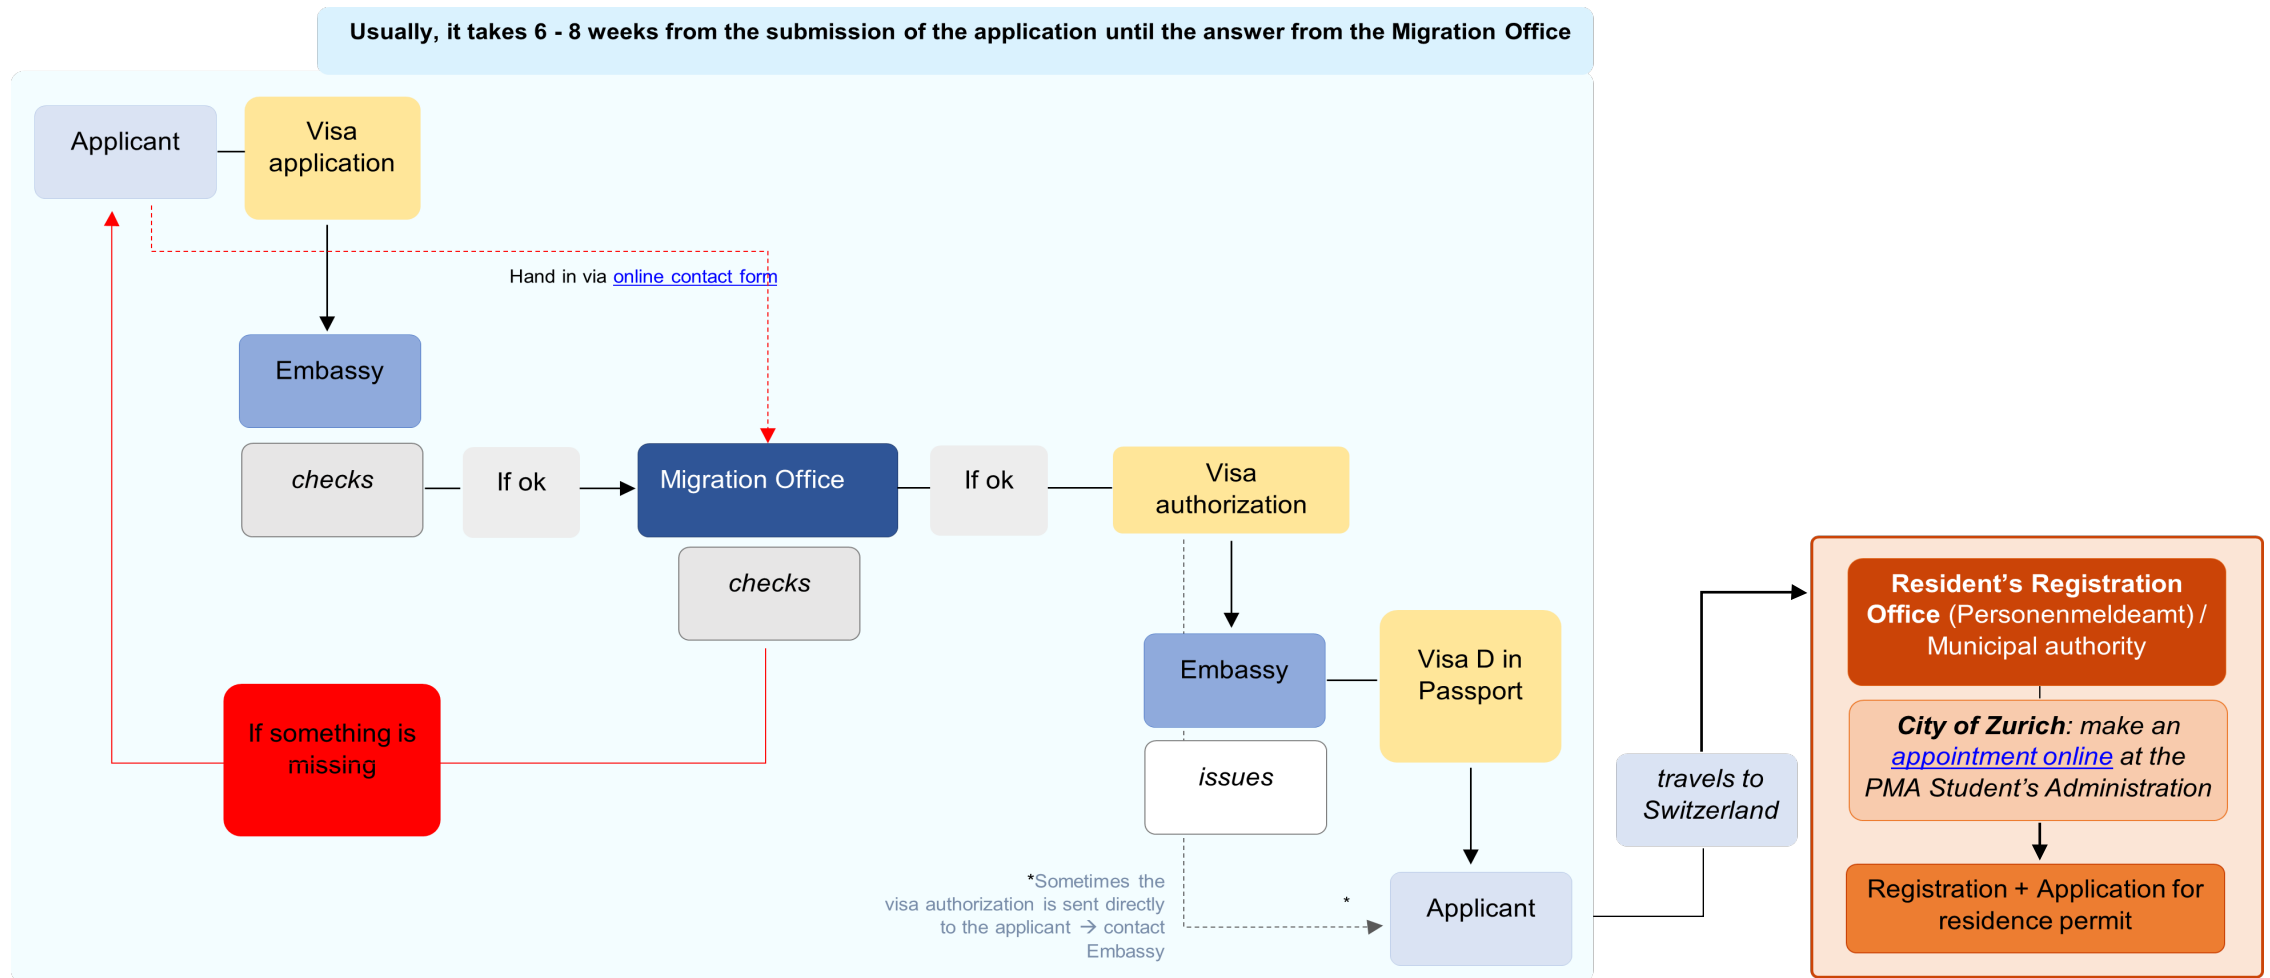 Usually, it takes 6 - 8 weeks from the submission of the application until the answer from the Migration Office
Applicant
Visa
application
Hand in via online contact form
Embassy
checks
If ok
Migration Office
checks
If ok
Visa
authorization
If something is
missing
Embassy
issues
Visa D in
Passport
*Sometimes the
visa authorization is sent directly
to the applicant → contact
Embassy
*
Applicant
travels to
Switzerland
Resident’s Registration
Office (Personenmeldeamt) /
Municipal authority
City of Zurich: make an
appointment online at the
PMA Student’s Administration
Registration + Application for
residence permit